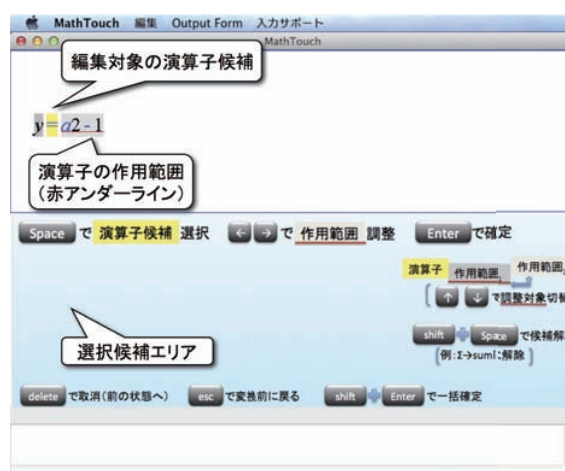 MathTouch 編集 Output Form 入力サポート
MathTouch
編集対象の演算子候補
y=a2-1
演算子の作用範囲
(赤アンダーライン)
Space で 演算子候補 選択 ← → で 作用範囲 調整 Enter で確定
演算子 作用範囲 作用範囲
[ ↑ ↓ で調整対象切替
shift + Space で候補解
[例:Σ→sumに解除]
選択候補エリア
delete で取消(前の状態へ) esc で変換前に戻る shift + Enter で一括確定